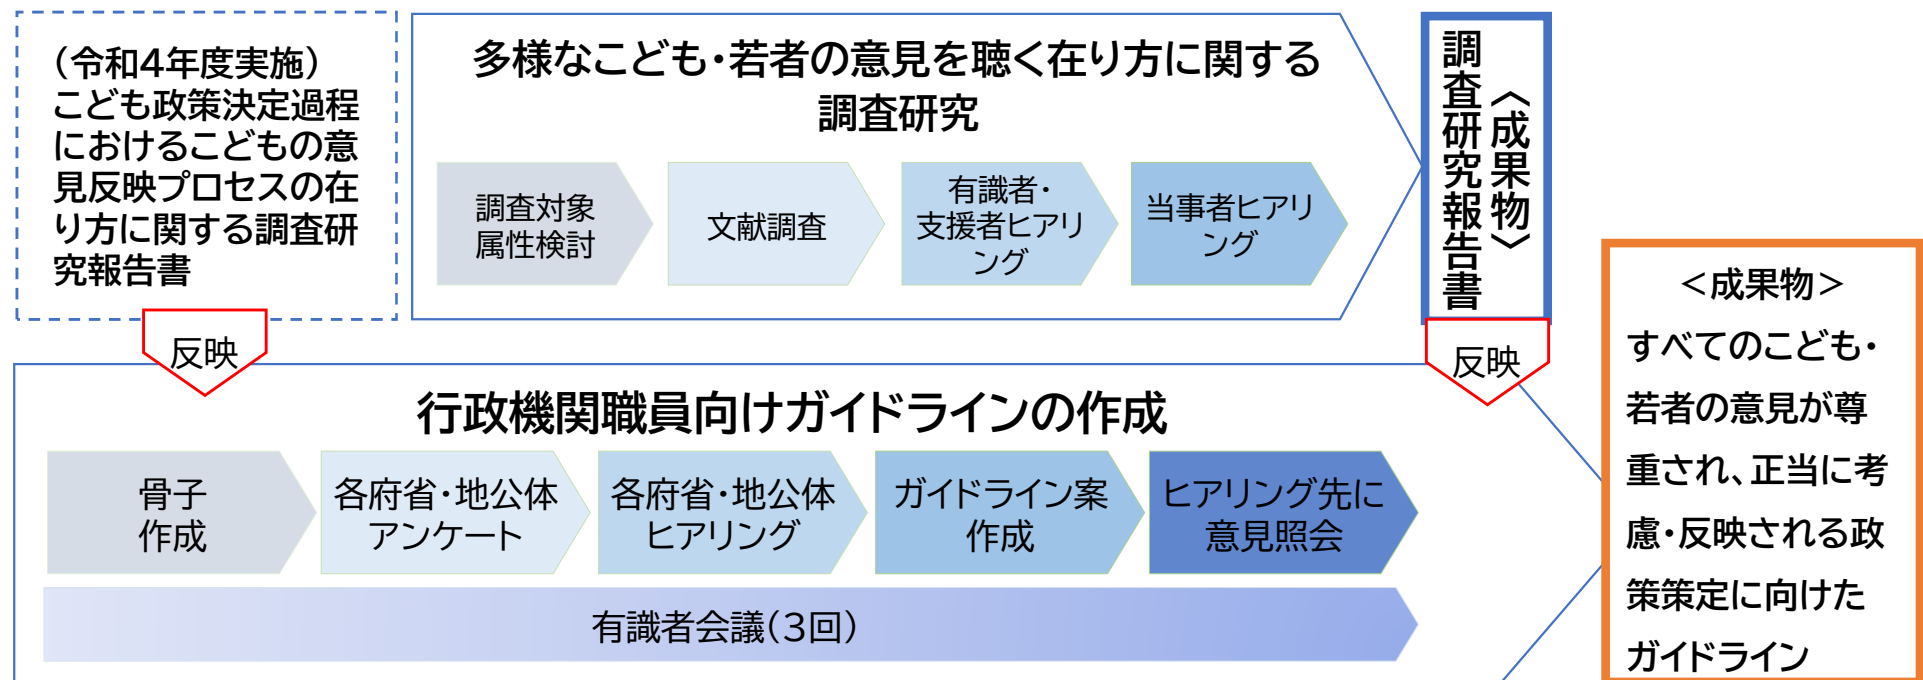 （令和4年度実施）
こども政策決定過程
におけるこどもの意
見反映プロセスの在
り方に関する調査研
究報告書
反映
多様なこども・若者の意見を聴く在り方に関する
調査研究
調査対象
属性検討
文献調査
有識者・
支援者ヒアリ
ング
当事者ヒアリ
ング
〈成果物〉
調査研究報告書
反映
行政機関職員向けガイドラインの作成
骨子
作成
各府省・地公体
アンケート
各府省・地公体
ヒアリング
ガイドライン案
作成
ヒアリング先に
意見照会
有識者会議（3回）
＜成果物＞
すべてのこども・
若者の意見が尊
重され、正当に考
慮・反映される政
策策定に向けた
ガイドライン